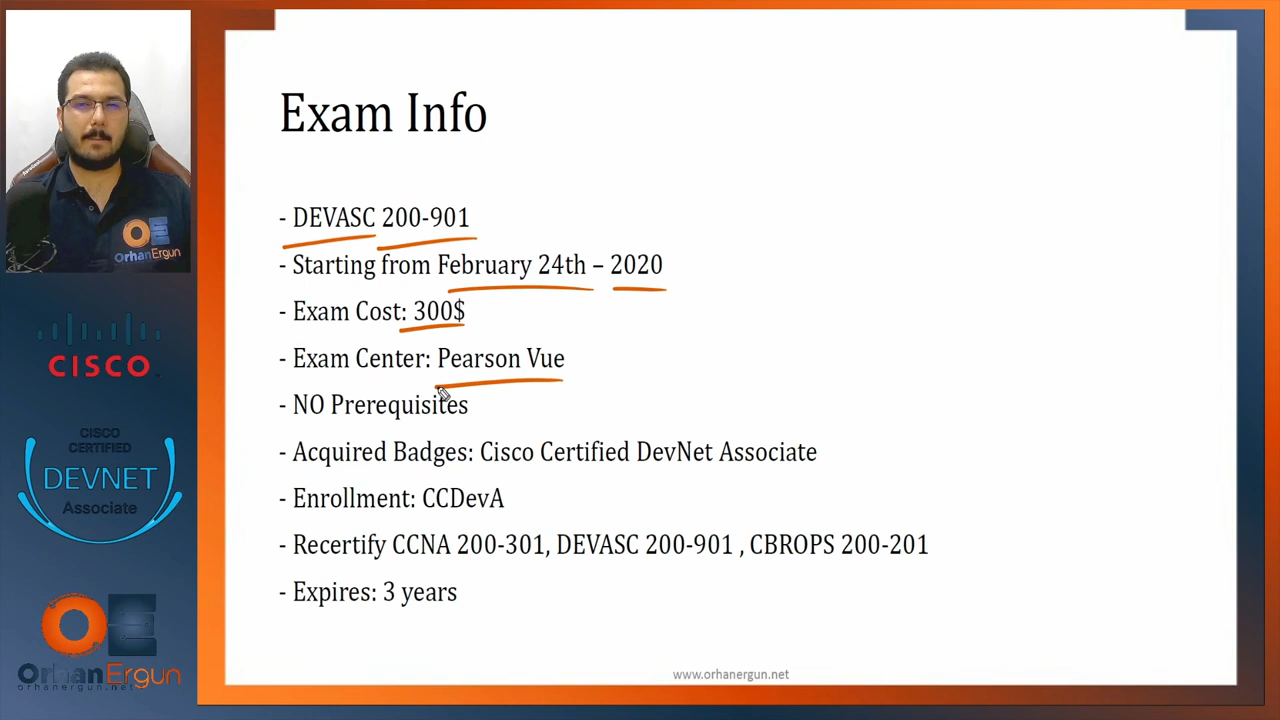 Exam Info
- DEVASC 200-901
- Starting from February 24th – 2020
- Exam Cost: 300$
- Exam Center: Pearson Vue
- NO Prerequisites
- Acquired Badges: Cisco Certified DevNet Associate
- Enrollment: CCDevA
- Recertify CCNA 200-301, DEVASC 200-901 , CBROPS 200-201
- Expires: 3 years
www.orhanergun.net
OE
OrhanErgun
CISCO
CISCO
CERTIFIED
DEVNET
Associate
OE
OrhanErgun
orhanergun.net